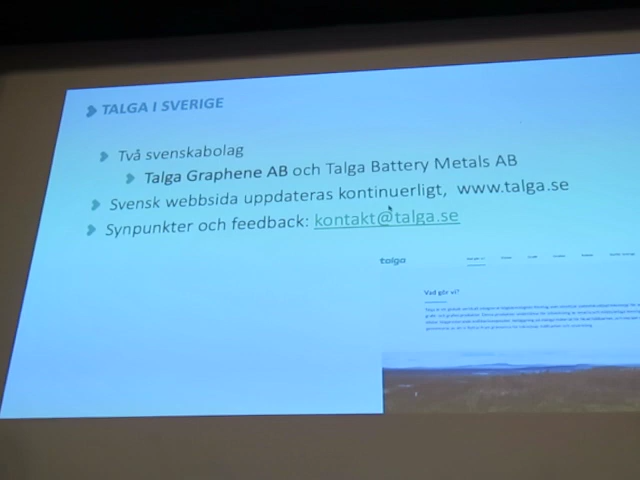 TALGA I SVERIGE
Två svenskabolag
Talga Graphene AB och Talga Battery Metals AB
Svensk webbsida uppdateras kontinuerligt, www.talga.se
Synpunkter och feedback: kontakt@talga.se
talga
Vad gör vi?